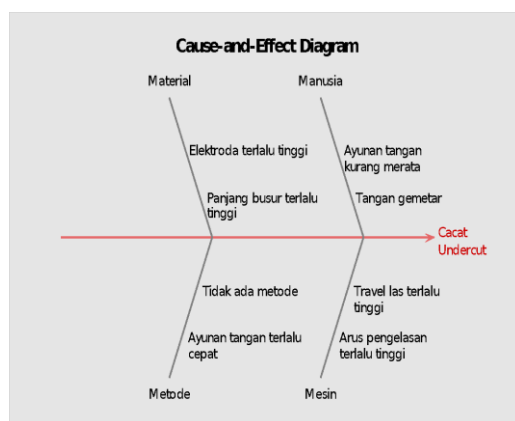 Cause-and-Effect Diagram
Material
Manusia
Elektroda terlalu tinggi
Ayunan tangan
kurang merata
Panjang busur terlalu
tinggi
Tangan gemetar
Cacat
Undercut
Tidak ada metode
Travel las terlalu
tinggi
Ayunan tangan terlalu
cepat
Arus pengelasan
terlalu tinggi
Metode
Mesin